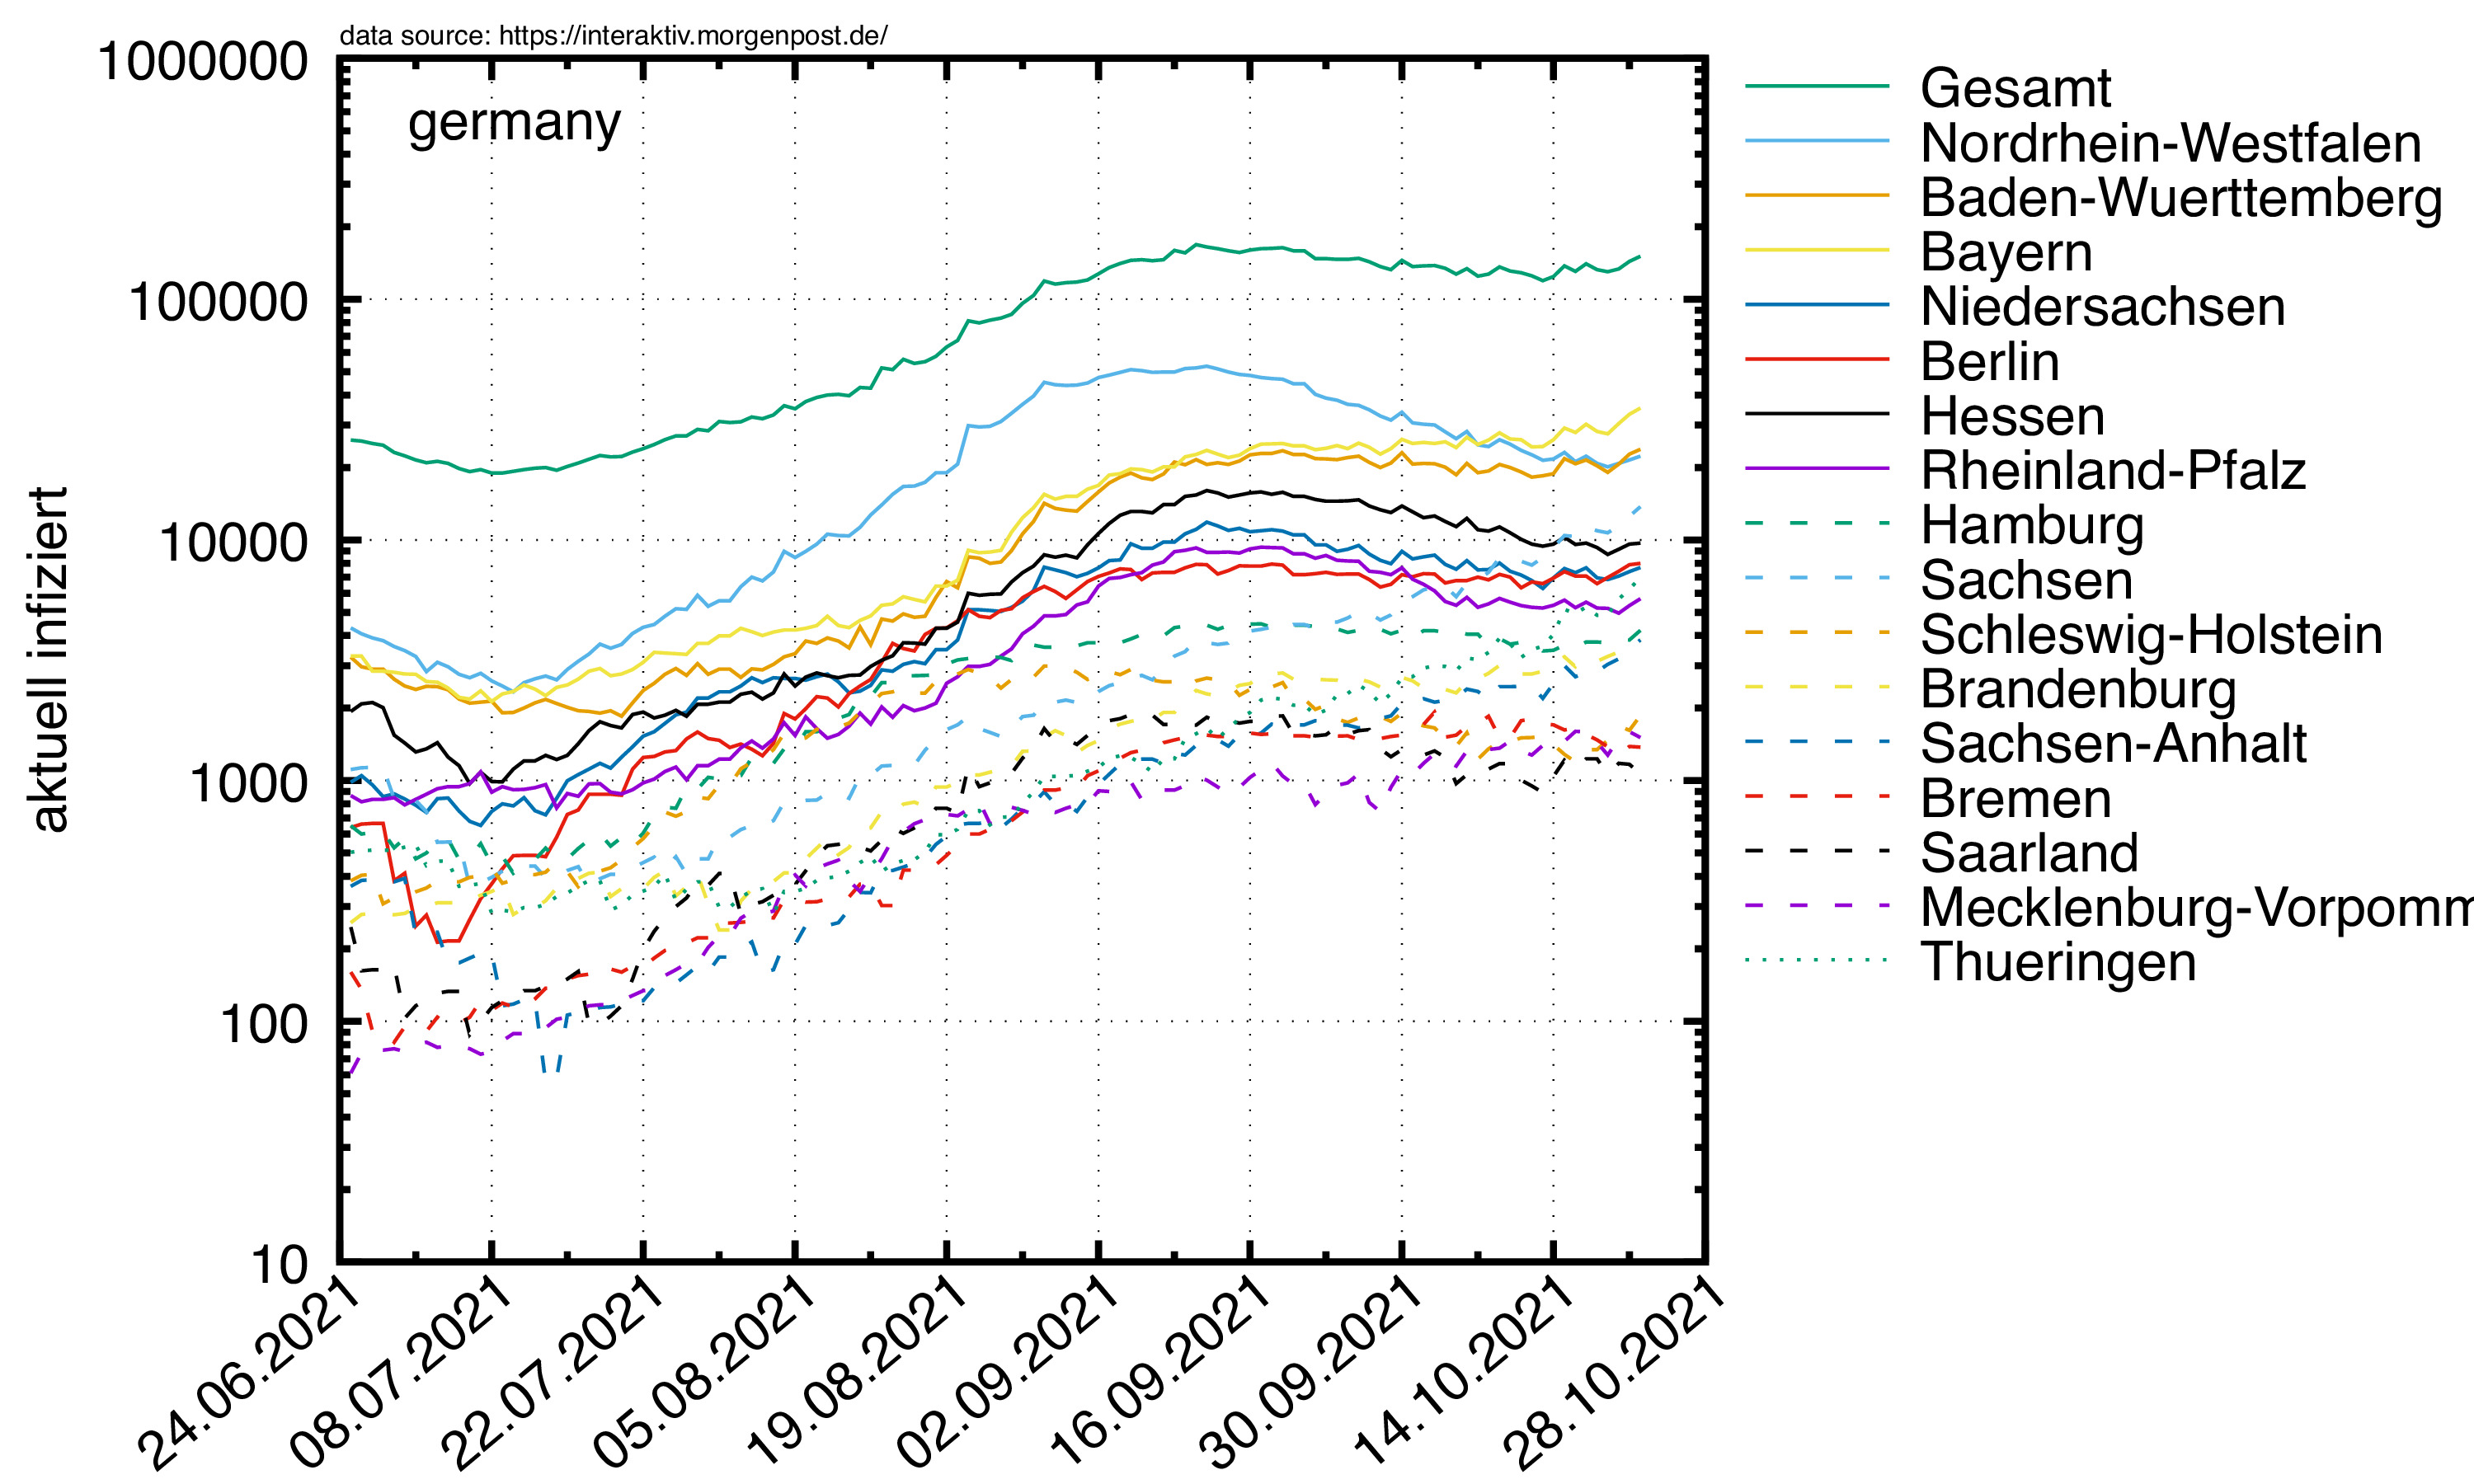 data source: https://interaktiv.morgenpost.de/
germany
aktuell infiziert
1000000
100000
10000
1000
100
10
24.06.2021
08.07.2021
22.07.2021
05.08.2021
19.08.2021
02.09.2021
16.09.2021
30.09.2021
14.10.2021
28.10.2021
Gesamt
Nordrhein-Westfalen
Baden-Wuerttemberg
Bayern
Niedersachsen
Berlin
Hessen
Rheinland-Pfalz
Hamburg
Sachsen
Schleswig-Holstein
Brandenburg
Sachsen-Anhalt
Bremen
Saarland
Mecklenburg-Vorpomm
Thueringen